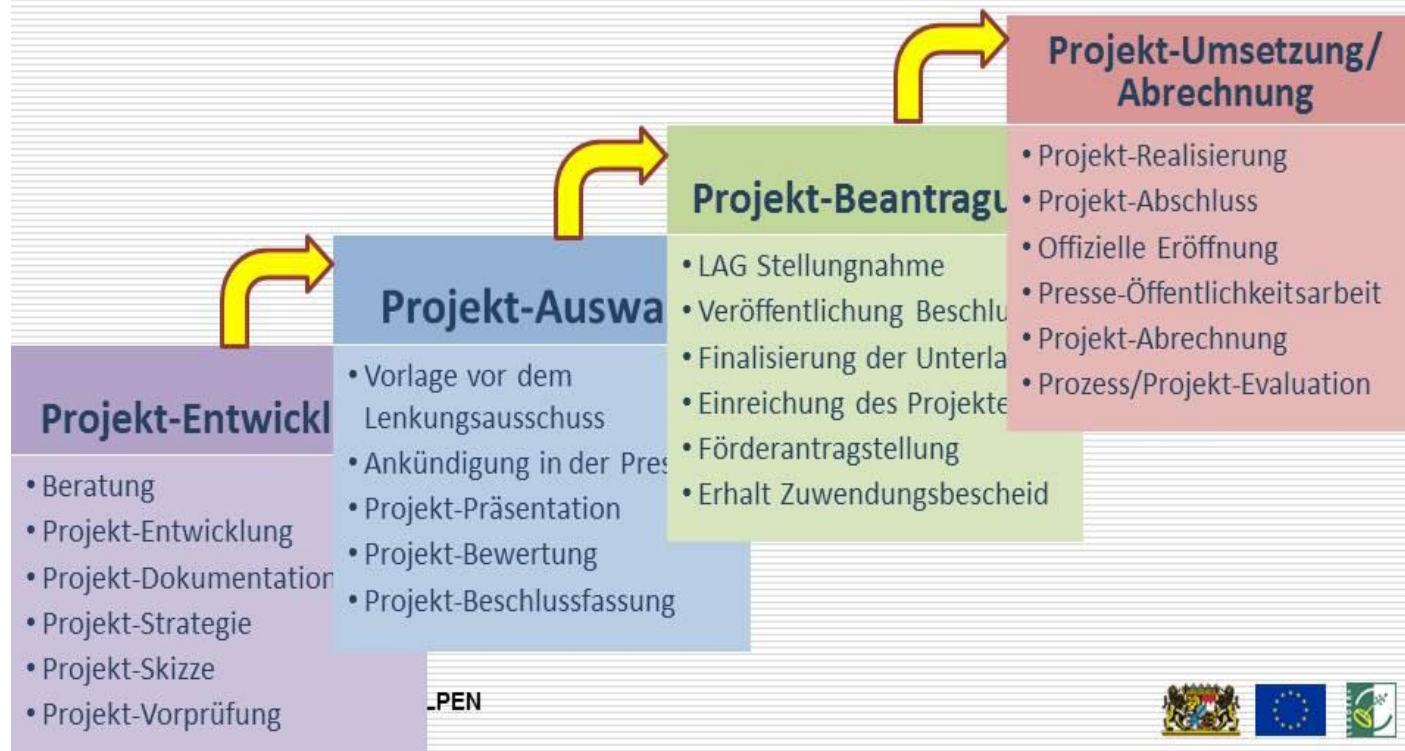 Projekt-Entwickl
• Beratung
• Projekt-Entwicklung
• Projekt-Dokumentation
• Projekt-Strategie
• Projekt-Skizze
• Projekt-Vorprüfung
Projekt-Auswa
• Vorlage vor dem
Lenkungsausschuss
• Ankündigung in der Pres
• Projekt-Präsentation
• Projekt-Bewertung
• Projekt-Beschlussfassung
Projekt-Beantragu
• LAG Stellungnahme
• Veröffentlichung Beschlu
• Finalisierung der Unterla
• Einreichung des Projekte
• Förderantragstellung
• Erhalt Zuwendungsbescheid
Projekt-Umsetzung/
Abrechnung
• Projekt-Realisierung
• Projekt-Abschluss
• Offizielle Eröffnung
• Presse-Öffentlichkeitsarbeit
• Projekt-Abrechnung
• Prozess/Projekt-Evaluation
LPEN